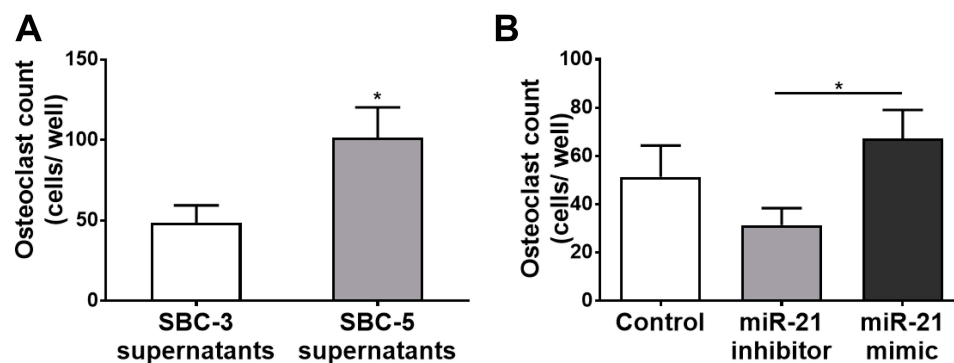 A
Osteoclast count
(cells/ well)
150
100
50
0
*
SBC-3
supernatants
SBC-5
supernatants
B
Osteoclast count
(cells/ well)
100
80
60
40
20
0
*
Control
miR-21
inhibitor
miR-21
mimic